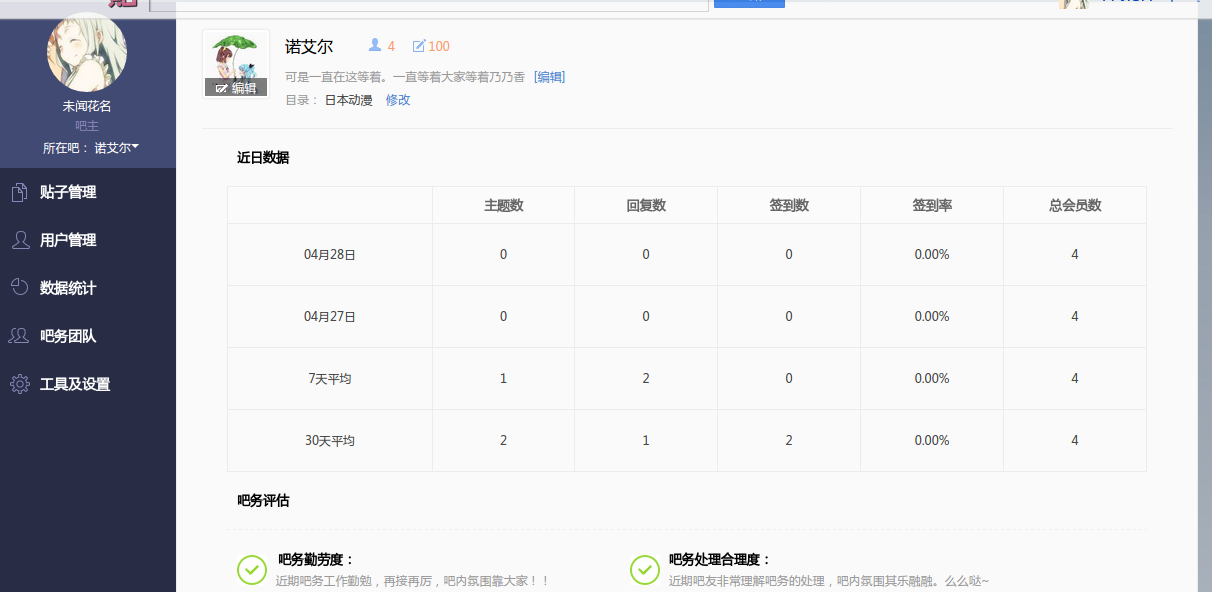 未闻花名
吧主
所在吧： 诺艾尔
贴子管理
用户管理
数据统计
吧务团队
工具及设置
诺艾尔 4 100
编辑
可是一直在这等着。一直等着大家等着乃乃香 [编辑]
目录： 日本动漫 修改
近日数据
主题数 回复数 签到数 签到率 总会员数
04月28日 0 0 0 0.00% 4
04月27日 0 0 0 0.00% 4
7天平均 1 2 0 0.00% 4
30天平均 2 1 2 0.00% 4
吧务评估
吧务勤劳度：
近期吧务工作勤勉，再接再厉，吧内氛围靠大家！！
吧务处理合理度：
近期吧友非常理解吧务的处理，吧内氛围其乐融融。么么哒~